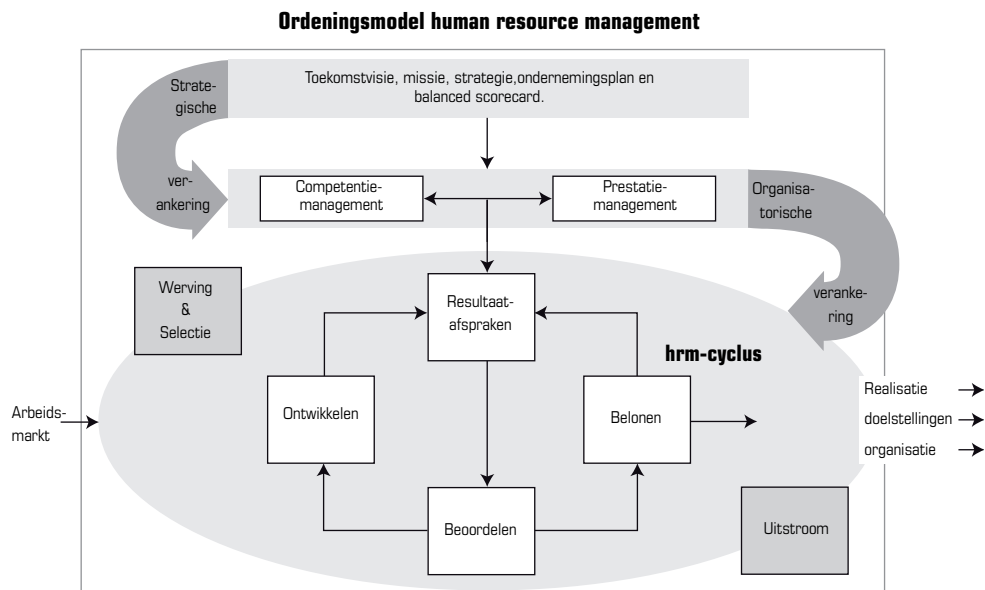 Ordeningsmodel human resource management
Toekomstvisie, missie, strategie,ondernemingsplan en
balanced scorecard.
Strate-
gische
ver-
ankering
Competentie-
management
Prestatie-
management
Organisa-
torische
veranke-
ring
Werving
&
Selectie
Resultaat-
afspraken
hrm-cyclus
Ontwikkelen
Belonen
Arbeids-
markt
Realisatie
doelstellingen
organisatie
Beoordelen
Uitstroom